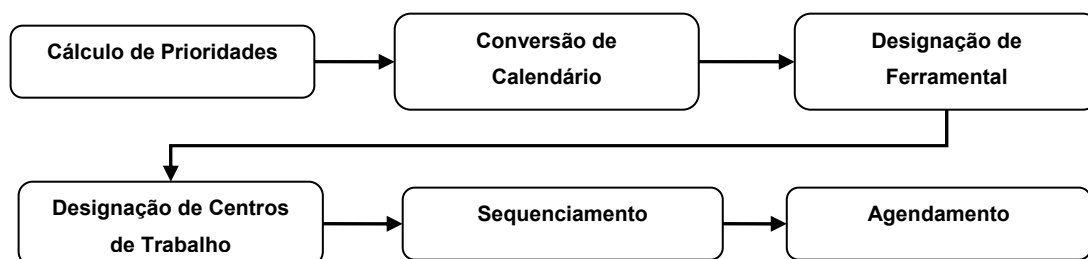 Cálculo de Prioridades
Conversão de
Calendário
Designação de
Ferramental
Designação de Centros
de Trabalho
Sequenciamento
Agendamento